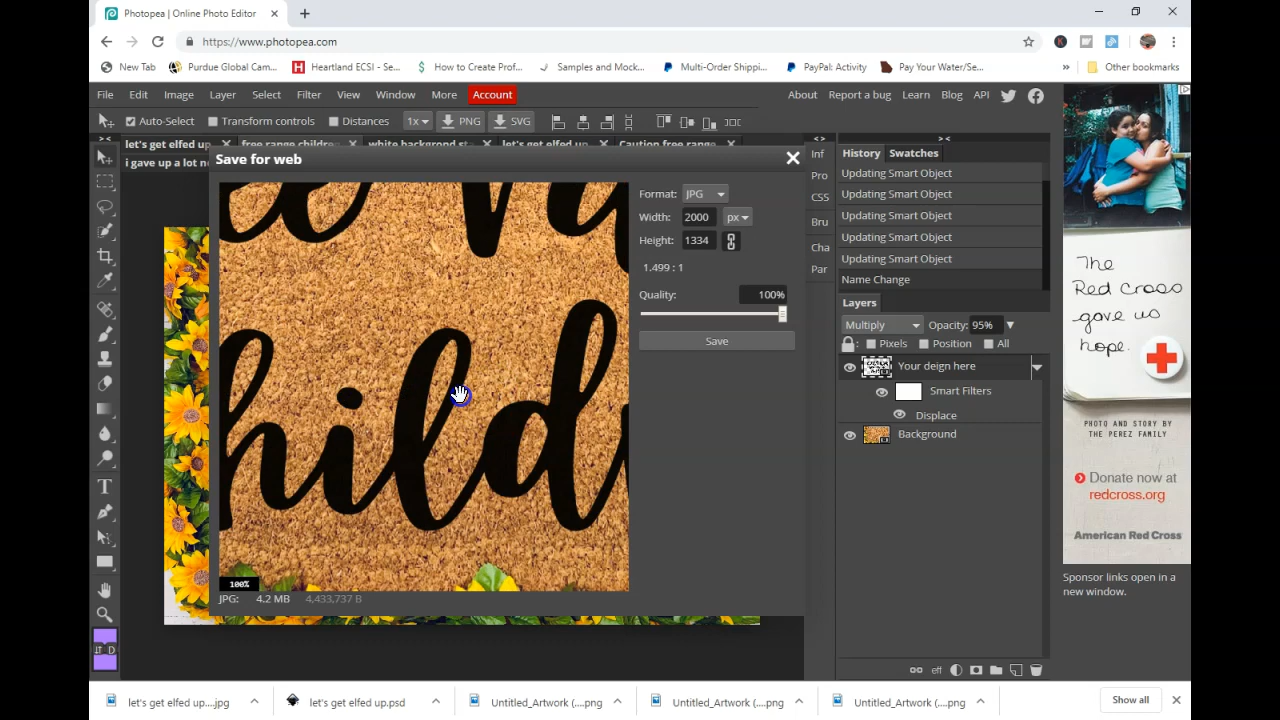 Photopea | Online Photo Editor
https://www.photopea.com
New Tab Purdue Global Cam... Heartland ECSI - Se... How to Create Prof... Samples and Mock... Multi-Order Shippi... PayPal: Activity Pay Your Water/Se... » Other bookmarks
File Edit Image Layer Select Filter View Window More Account About Report a bug Learn Blog API
Auto-Select Transform controls Distances 1x PNG SVG
let's get elfed up free range childre white backgrond st let's get elfed up Caution free range
i gave up a lot n
Save for web
Format: JPG
Width: 2000 px
Height: 1334
1.499 : 1
Quality: 100%
Save
hild
100%
JPG: 4.2 MB 4,433,737 B
Inf
Pro
CSS
Bru
Cha
Par
History Swatches
Updating Smart Object
Updating Smart Object
Updating Smart Object
Updating Smart Object
Updating Smart Object
Name Change
Layers
Multiply Opacity: 95%
Pixels Position All
Your deign here
Smart Filters
Displace
Background
eff
The
Red Cross
gave us
hope.
PHOTO AND STORY BY
THE PEREZ FAMILY
Donate now at
redcross.org
American Red Cross
Sponsor links open in a
new window.
let's get elfed up....jpg let's get elfed up.psd Untitled_Artwork (....png Untitled_Artwork (....png Untitled_Artwork (....png Show all